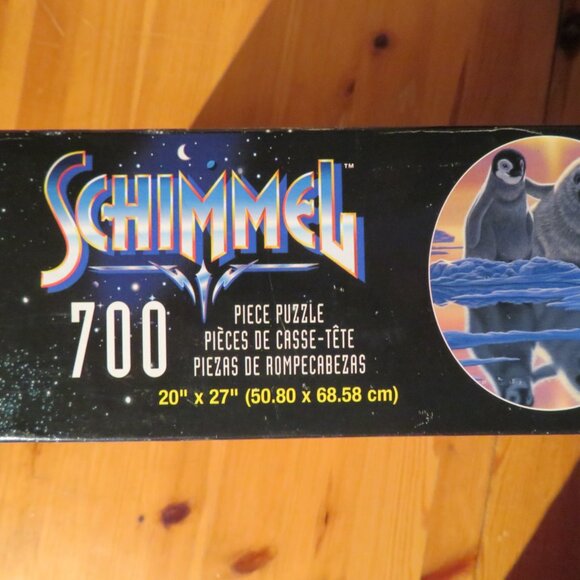 SCHIMMEL™
700
PIECE PUZZLE
PIÈCES DE CASSE-TÊTE
PIEZAS DE ROMPECABEZAS
20" x 27" (50.80 x 68.58 cm)